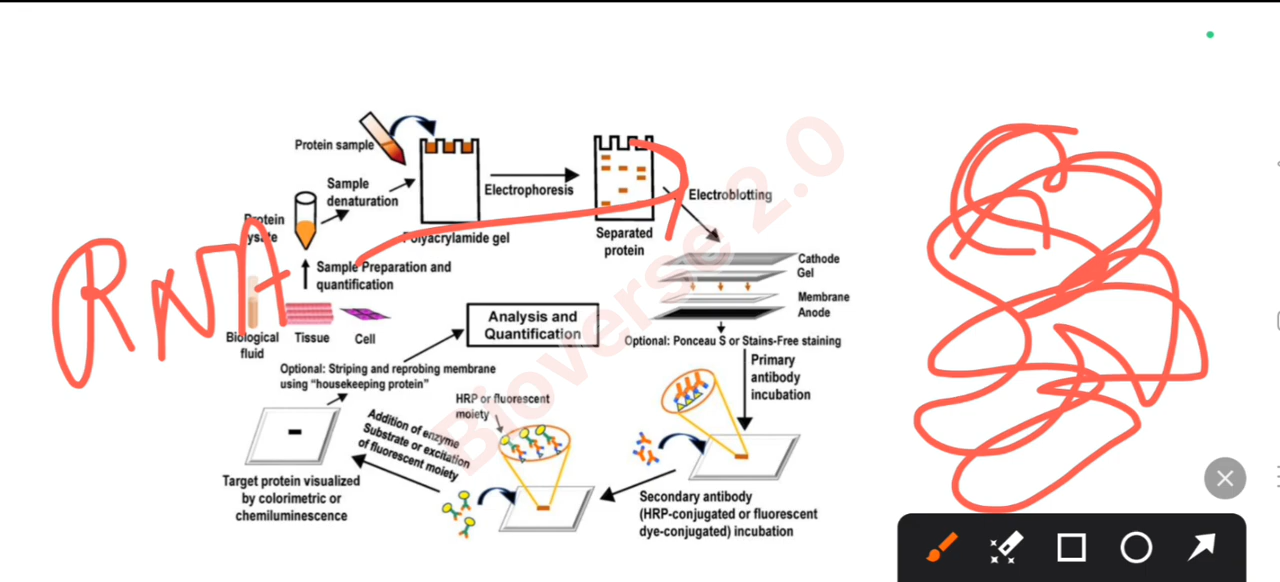 Protein sample
Sample
denaturation
Electrophoresis
Electroblotting
Protein
Polyacrylamide gel
Separated
protein
Cathode
Gel
Membrane
Anode
Sample Preparation and
quantification
RNA
Biological
fluid
Tissue
Cell
Analysis and
Quantification
Optional: Ponceau S or Stains-Free staining
Primary
antibody
incubation
Optional: Striping and reprobing membrane
using “housekeeping protein”
HRP or fluorescent
moiety
Addition of enzyme
Substrate or excitation
of fluorescent moiety
Target protein visualized
by colorimetric or
chemiluminescence
Secondary antibody
(HRP-conjugated or fluorescent
dye-conjugated) incubation
Bioverse 2.0